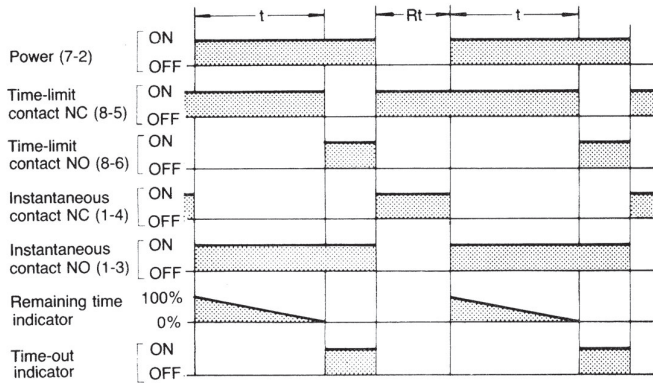 t Rt t
Power (7-2) ON
OFF
Time-limit contact NC (8-5) ON
OFF
Time-limit contact NO (8-6) ON
OFF
Instantaneous contact NC (1-4) ON
OFF
Instantaneous contact NO (1-3) ON
OFF
Remaining time indicator 100%
0%
Time-out indicator ON
OFF